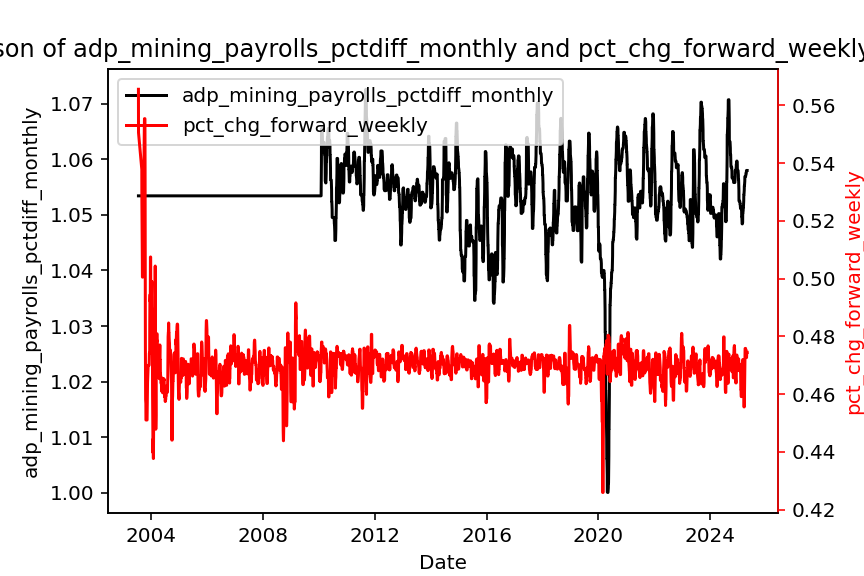 son of adp_mining_payrolls_pctdiff_monthly and pct_chg_forward_weekly
adp_mining_payrolls_pctdiff_monthly
pct_chg_forward_weekly
1.07
1.06
1.05
1.04
1.03
1.02
1.01
1.00
adp_mining_payrolls_pctdiff_monthly
0.56
0.54
0.52
0.50
0.48
0.46
0.44
0.42
pct_chg_forward_weekly
2004 2008 2012 2016 2020 2024
Date